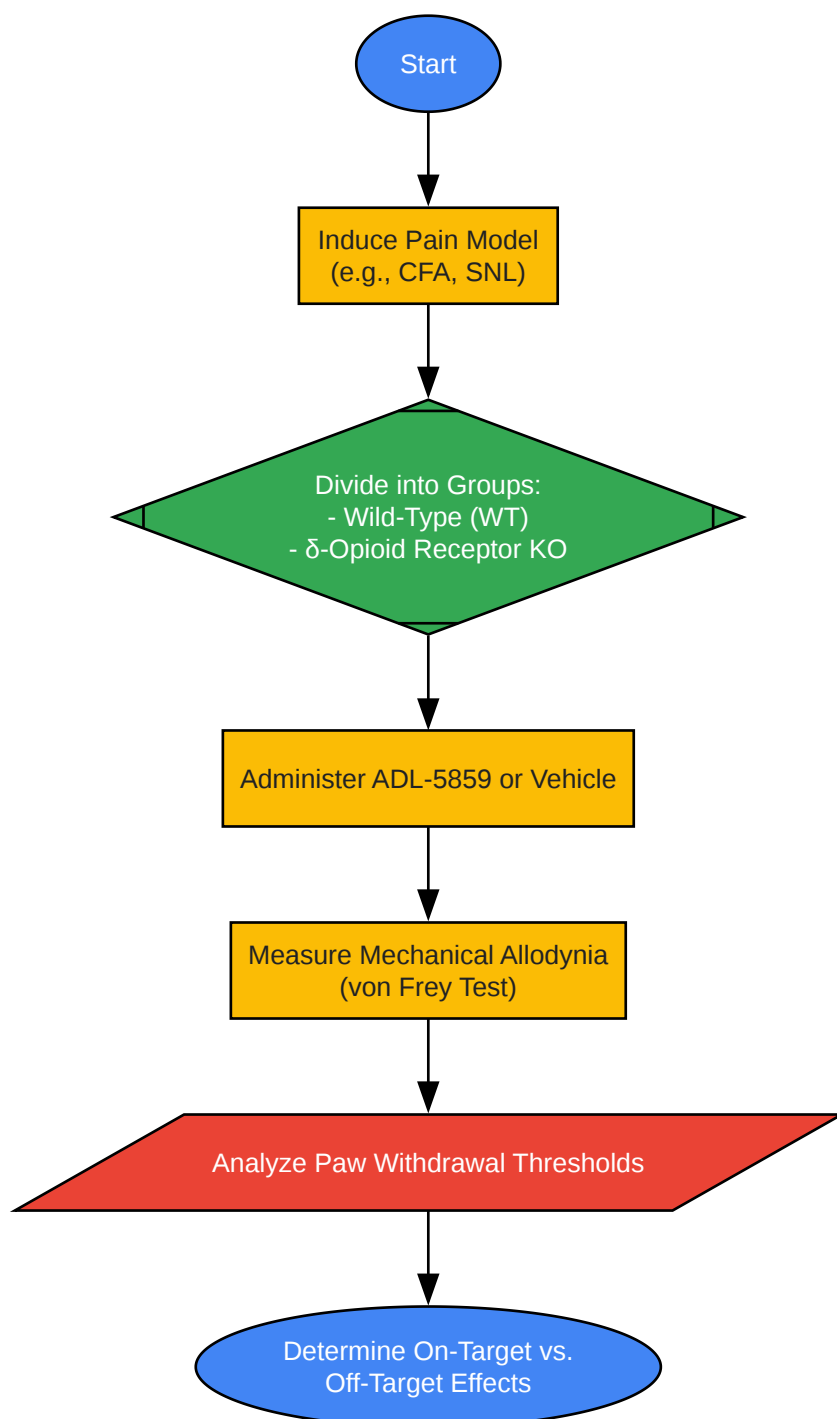 Start
Induce Pain Model
(e.g., CFA, SNL)
Divide into Groups:
- Wild-Type (WT)
- δ-Opioid Receptor KO
Administer ADL-5859 or Vehicle
Measure Mechanical Allodynia
(von Frey Test)
Analyze Paw Withdrawal Thresholds
Determine On-Target vs.
Off-Target Effects